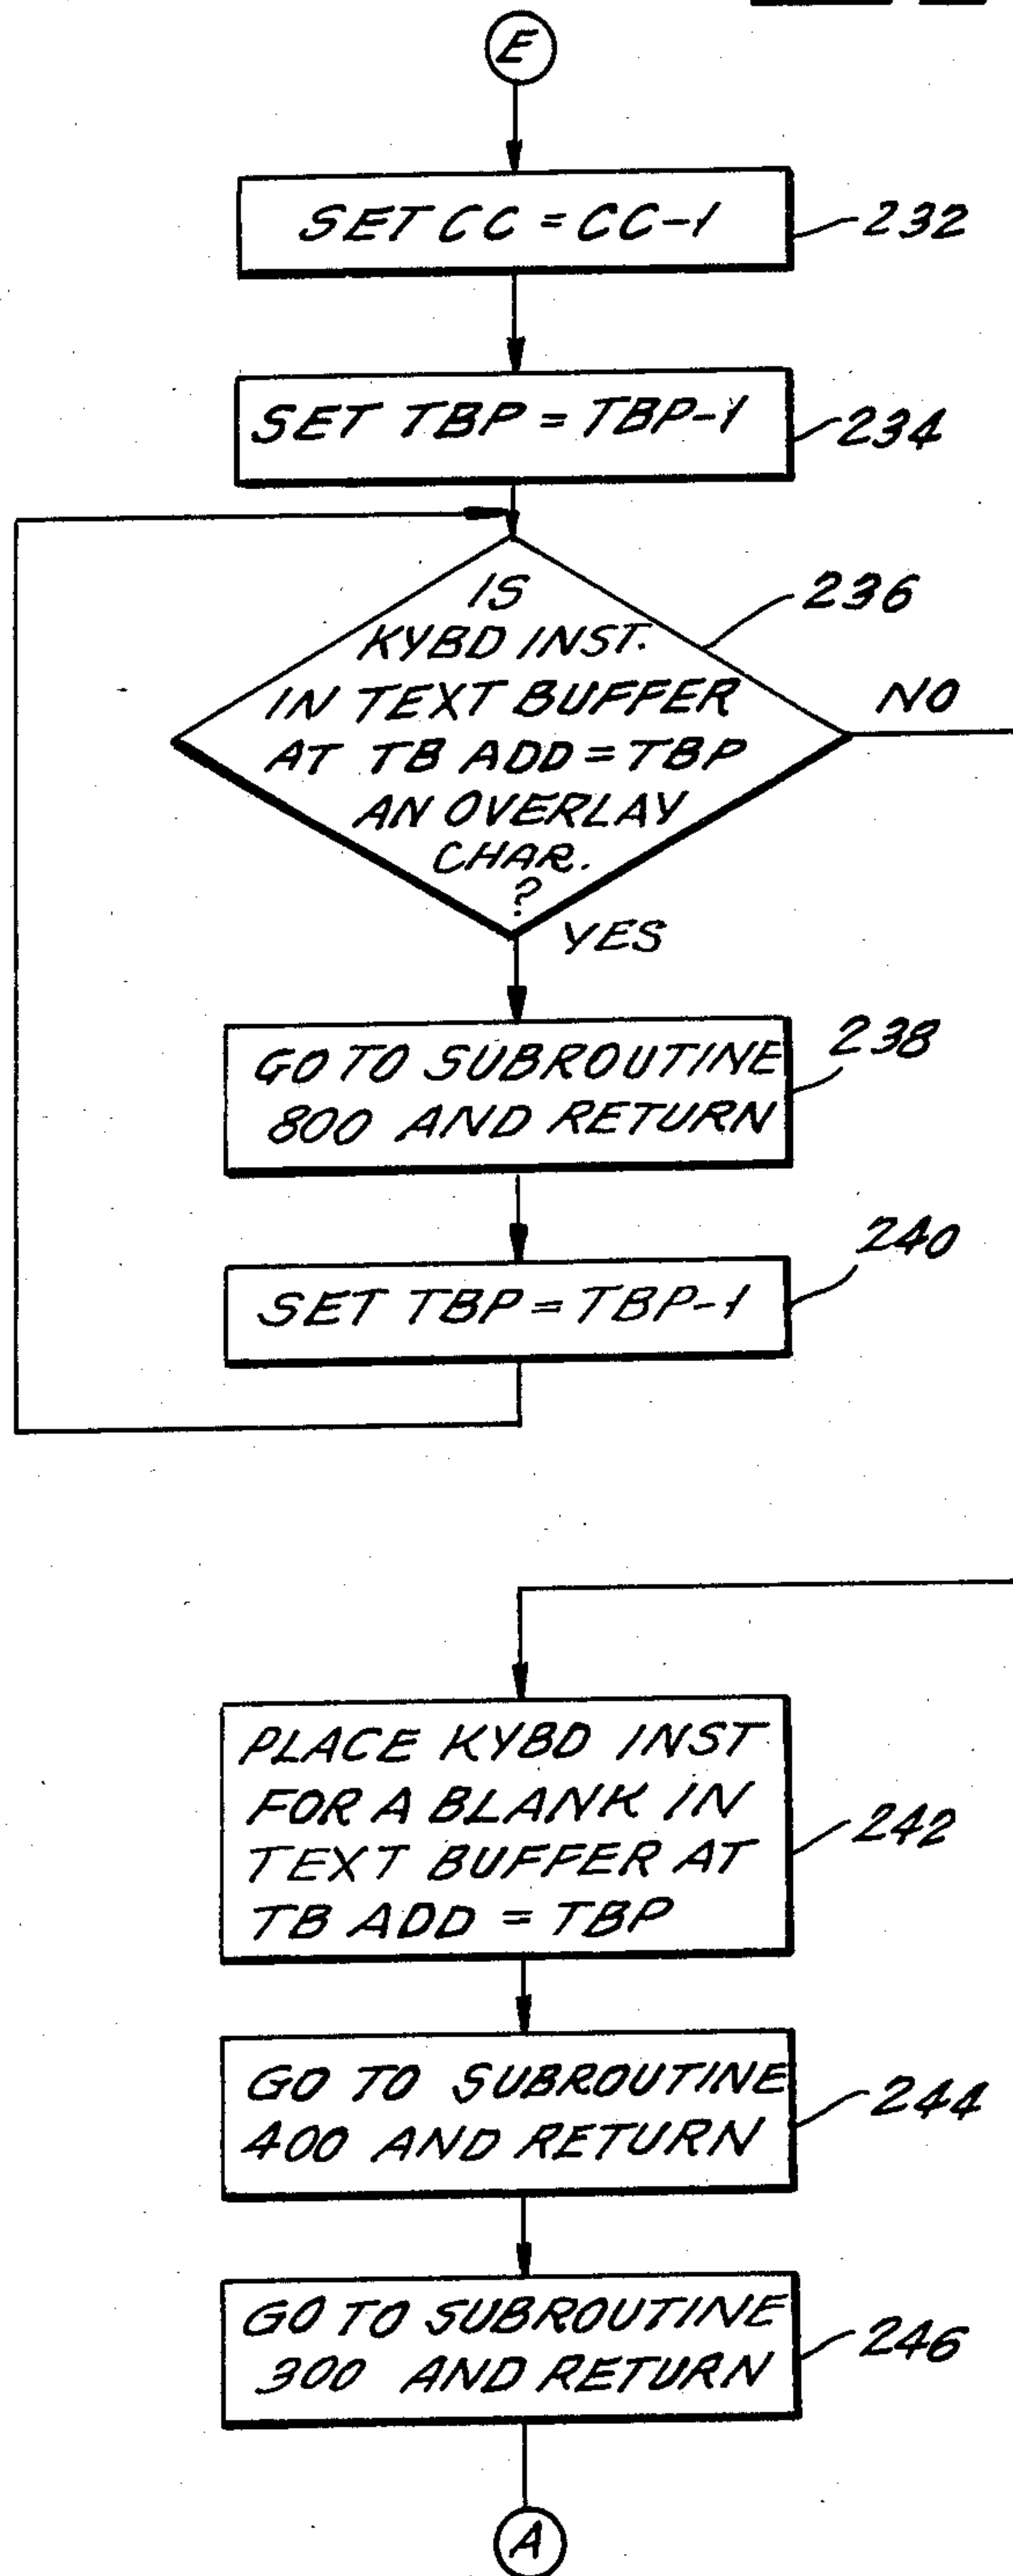 E
SET CC = CC-1
232
SET TBP = TBP-1
234
IS
KYBD INST.
IN TEXT BUFFER
AT TB ADD = TBP
AN OVERLAY
CHAR.
?
236
NO
YES
GO TO SUBROUTINE
800 AND RETURN
238
SET TBP = TBP-1
240
PLACE KYBD INST
FOR A BLANK IN
TEXT BUFFER AT
TB ADD = TBP
242
GO TO SUBROUTINE
400 AND RETURN
244
GO TO SUBROUTINE
300 AND RETURN
246
A